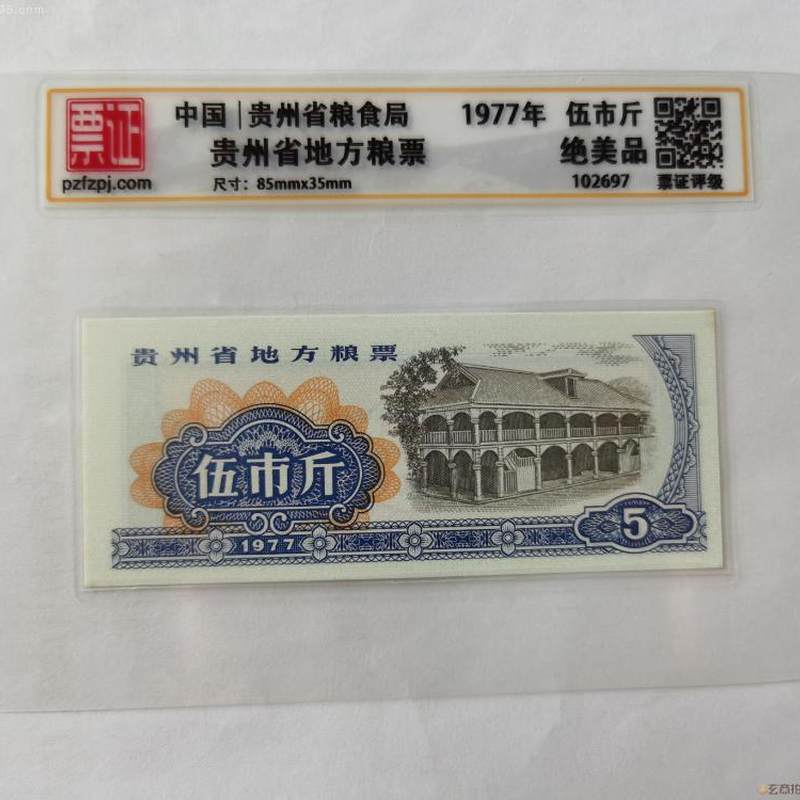 票证
pzfzpj.com
中国|贵州省粮食局
贵州省地方粮票
尺寸：85mmx35mm
1977年 伍市斤
绝美品
102697 票证评级
贵州省地方粮票
伍市斤
1977
5